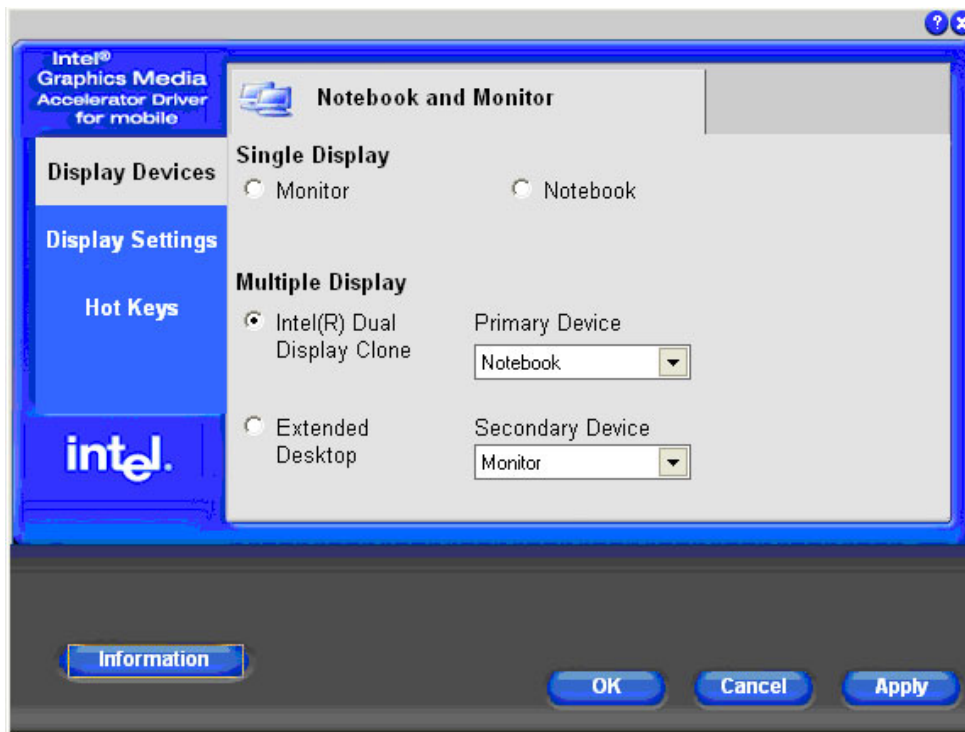 ?
Intel®
Graphics Media
Accelerator Driver
for mobile
Notebook and Monitor
Display Devices
Display Settings
Hot Keys
intel.
Single Display
Monitor
Notebook
Multiple Display
Intel(R) Dual
Display Clone
Primary Device
Notebook
Extended
Desktop
Secondary Device
Monitor
Information
OK
Cancel
Apply